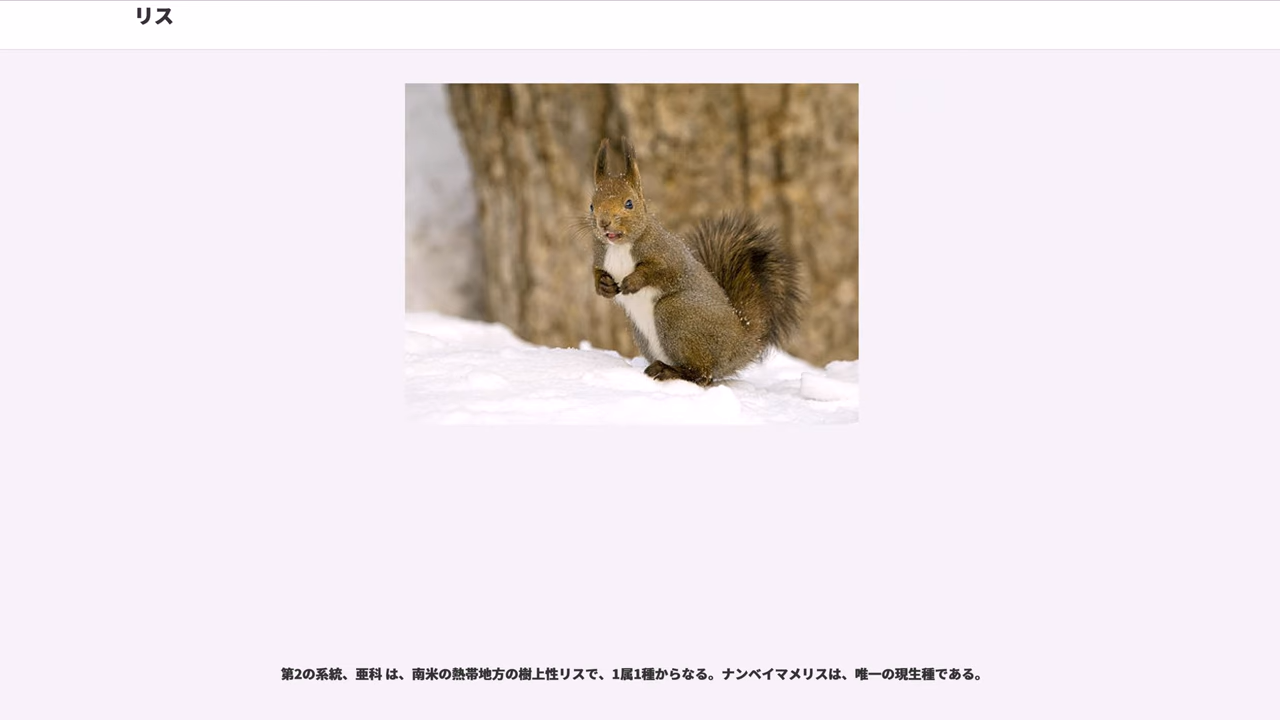 リス
第2の系統、亜科 は、南米の熱帯地方の樹上性リスで、1属1種からなる。ナンベイマメリスは、唯一の現生種である。